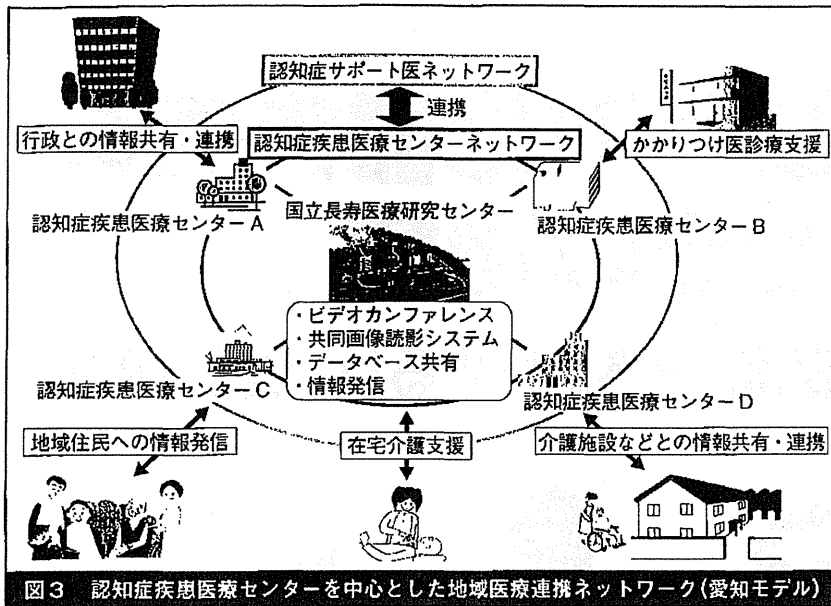 認知症サポート医ネットワーク
連携
行政との情報共有・連携
認知症疾患医療センターネットワーク
かかりつけ医診療支援
認知症疾患医療センターA
国立長寿医療研究センター
認知症疾患医療センターB
・ビデオカンファレンス
・共同画像読影システム
・データベース共有
・情報発信
認知症疾患医療センターC
認知症疾患医療センターD
地域住民への情報発信
在宅介護支援
介護施設などとの情報共有・連携
図3 認知症疾患医療センターを中心とした地域医療連携ネットワーク(愛知モデル)